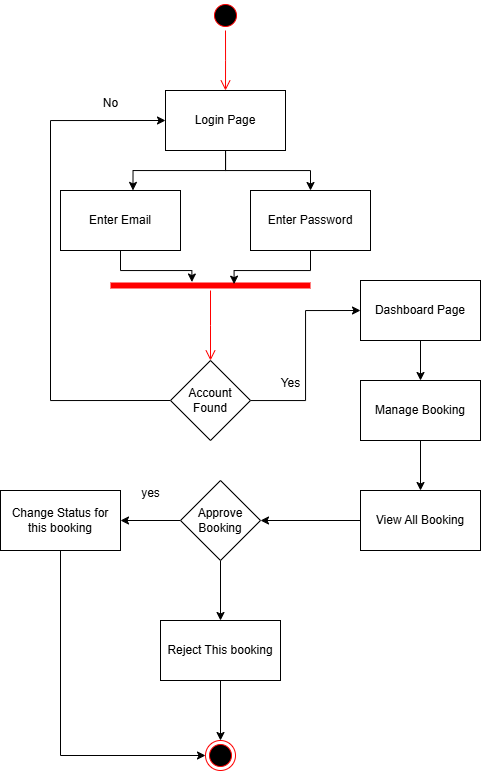 No
Login Page
Enter Email
Enter Password
Dashboard Page
Account
Found
Yes
Manage Booking
yes
Change Status for
this booking
Approve
Booking
View All Booking
Reject This booking